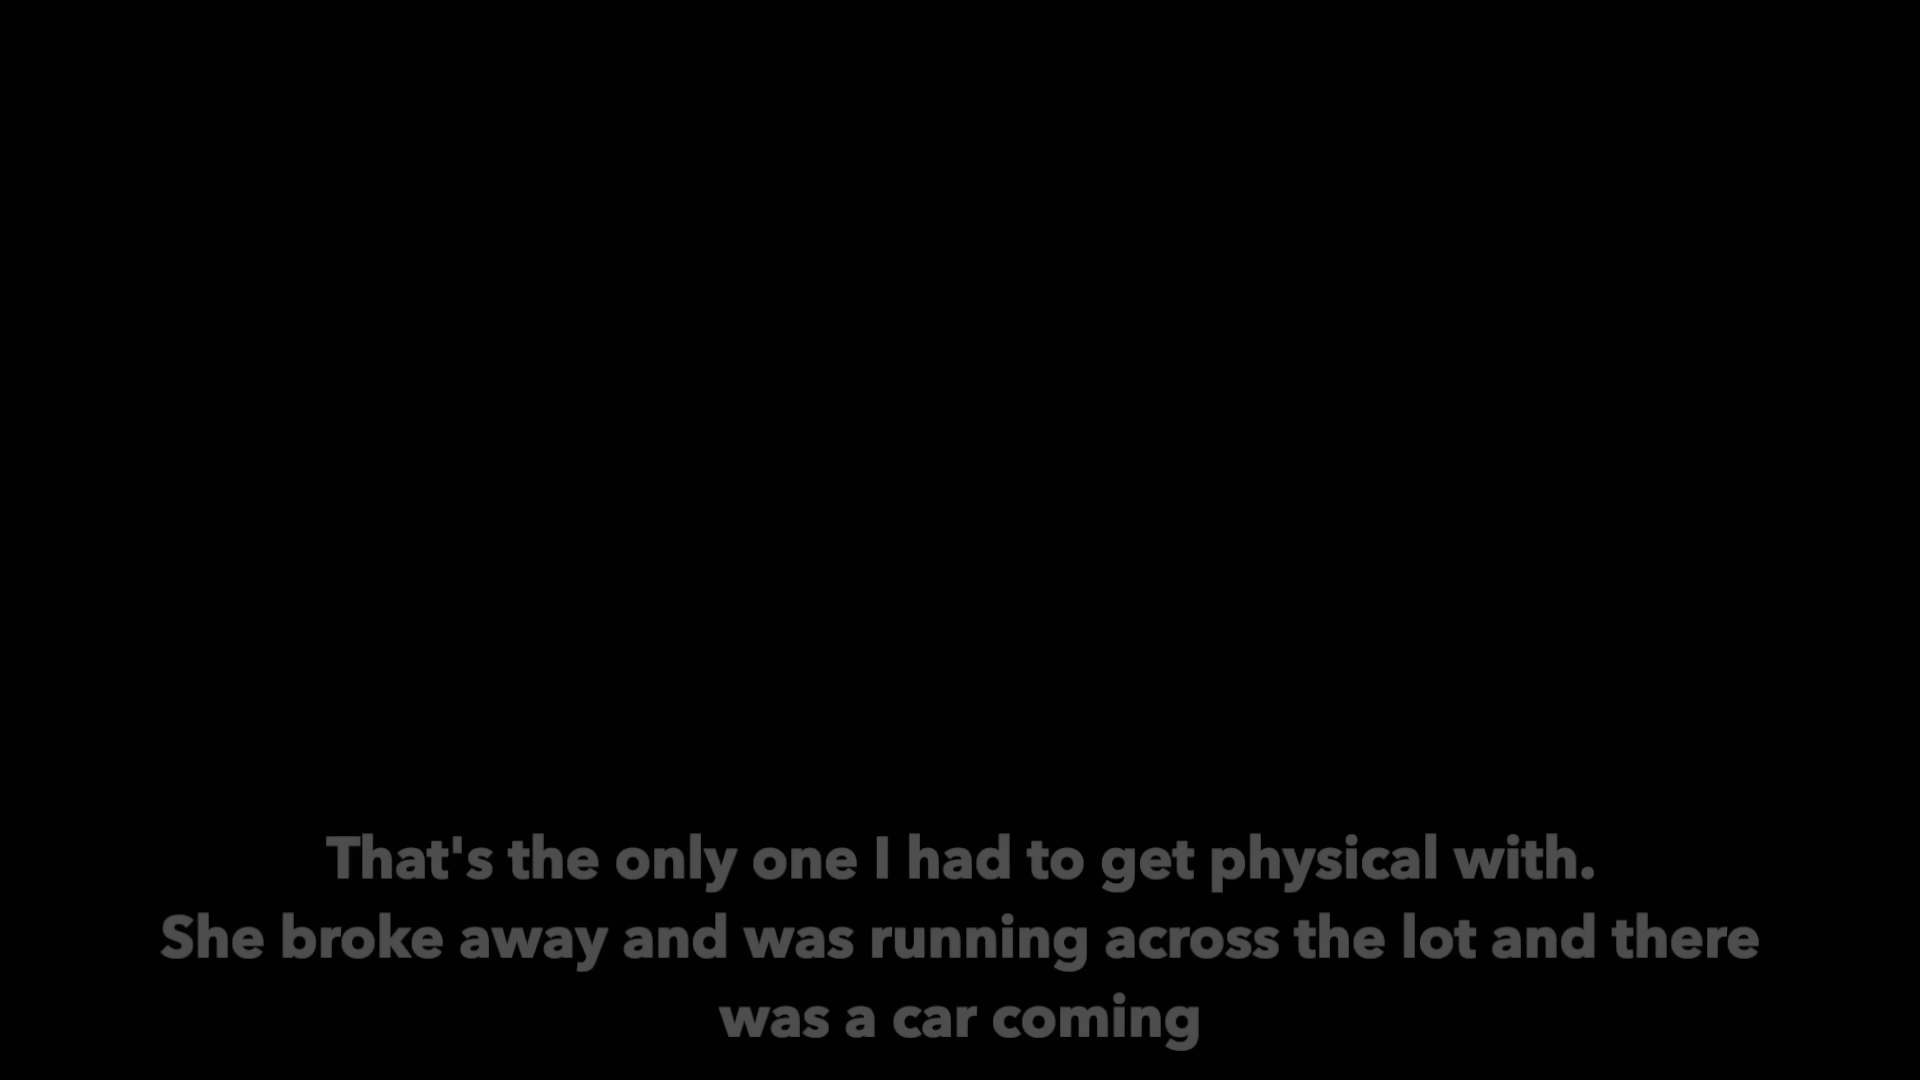 That's the only one I had to get physical with.
She broke away and was running across the lot and there
was a car coming